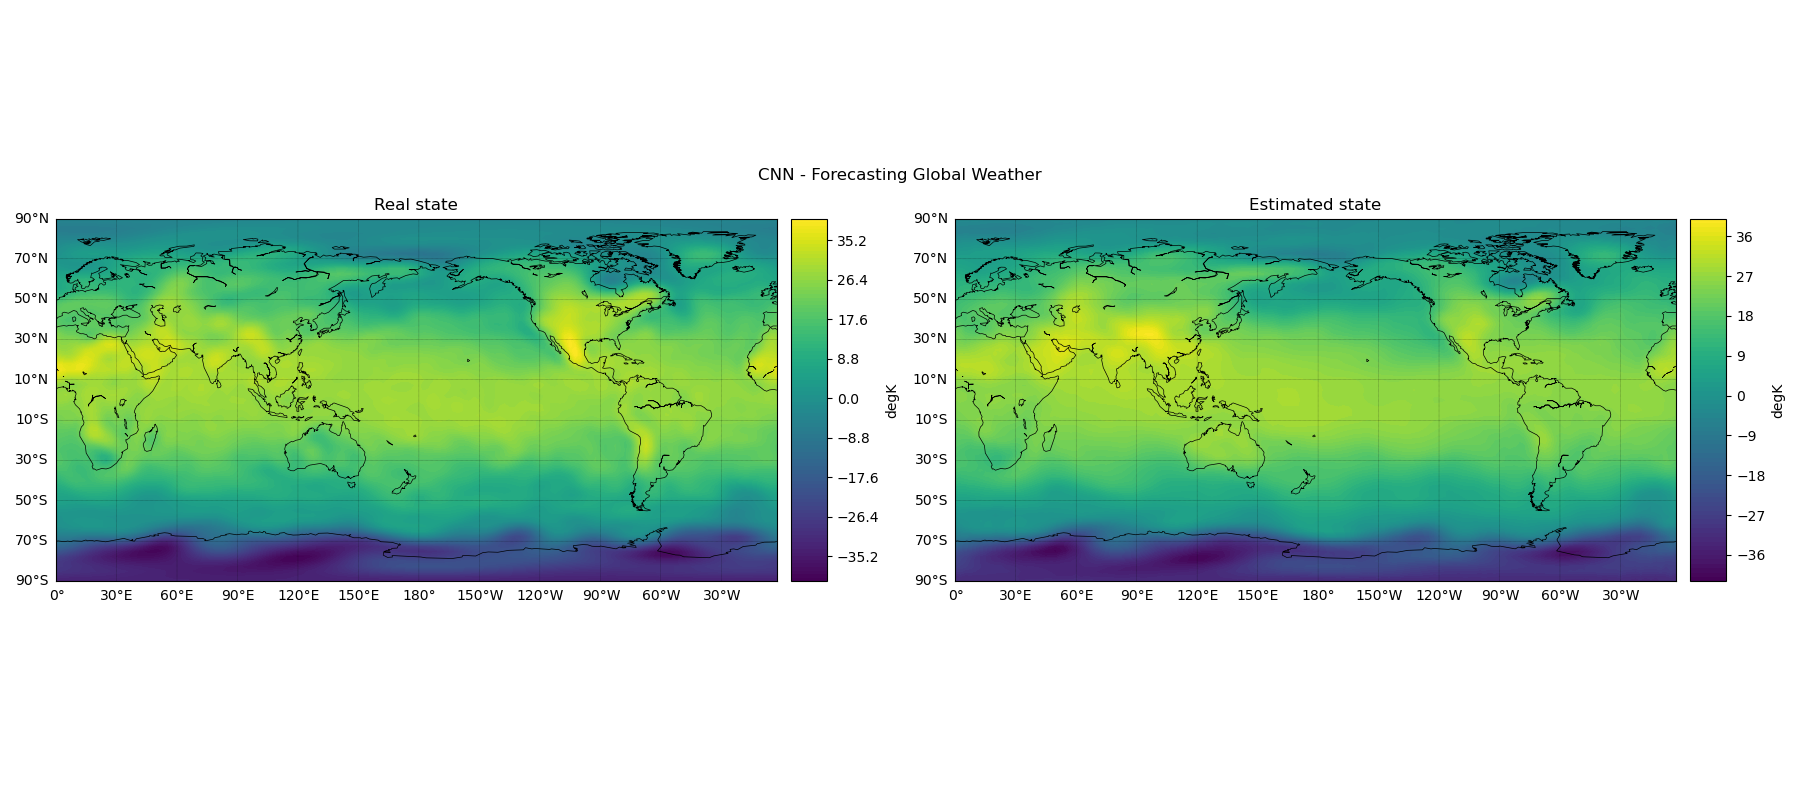 CNN - Forecasting Global Weather
Real state
90°N
70°N
50°N
30°N
10°N
10°S
30°S
50°S
70°S
90°S
0° 30°E 60°E 90°E 120°E 150°E 180° 150°W 120°W 90°W 60°W 30°W
35.2
26.4
17.6
8.8
0.0
−8.8
−17.6
−26.4
−35.2
degK
Estimated state
90°N
70°N
50°N
30°N
10°N
10°S
30°S
50°S
70°S
90°S
0° 30°E 60°E 90°E 120°E 150°E 180° 150°W 120°W 90°W 60°W 30°W
36
27
18
9
0
−9
−18
−27
−36
degK